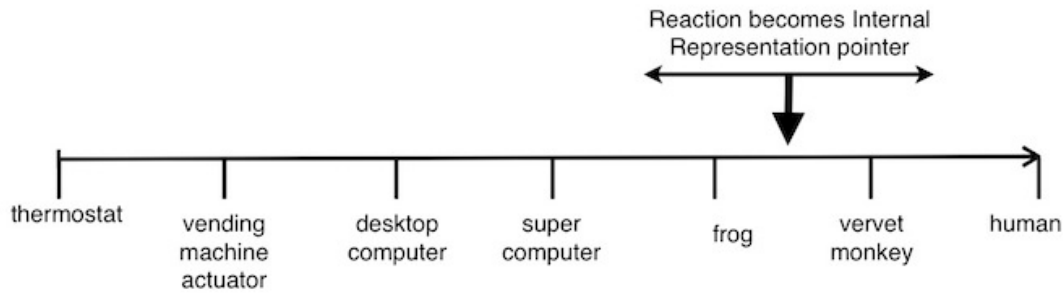 Reaction becomes Internal
Representation pointer
thermostat
vending
machine
actuator
desktop
computer
super
computer
frog
vervet
monkey
human